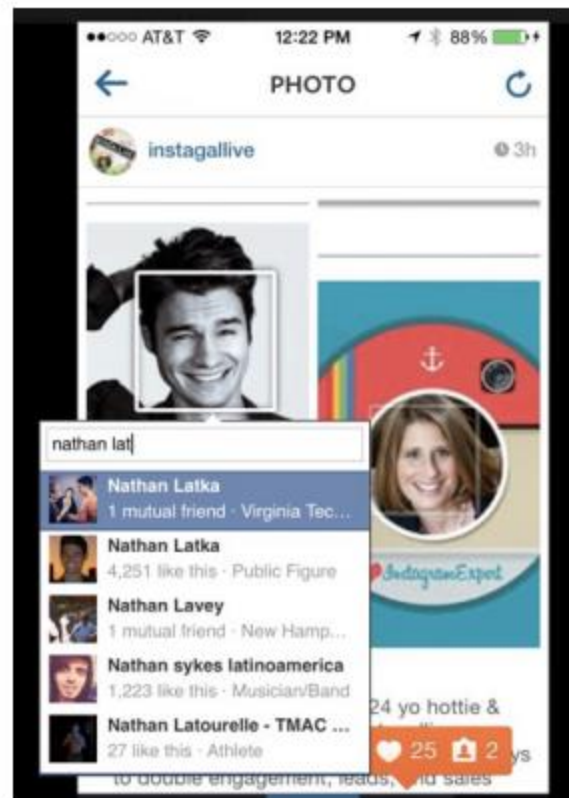 AT&T 12:22 PM 88%
PHOTO
instagallive 3h
nathan lat
Nathan Latka
1 mutual friend · Virginia Tec...
Nathan Latka
4,251 like this · Public Figure
Nathan Lavey
1 mutual friend · New Hamp...
Nathan sykes latinoamerica
1,223 like this · Musician/Band
Nathan Latourelle - TMAC ...
27 like this · Athlete
InstagramExpert
24 yo hottie &
25 2
ys
to double engagement, leads, and sales